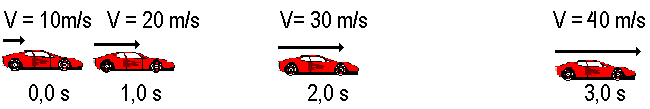 V = 10m/s V = 20 m/s V= 30 m/s V = 40 m/s
0,0 s 1,0 s 2,0 s 3,0 s